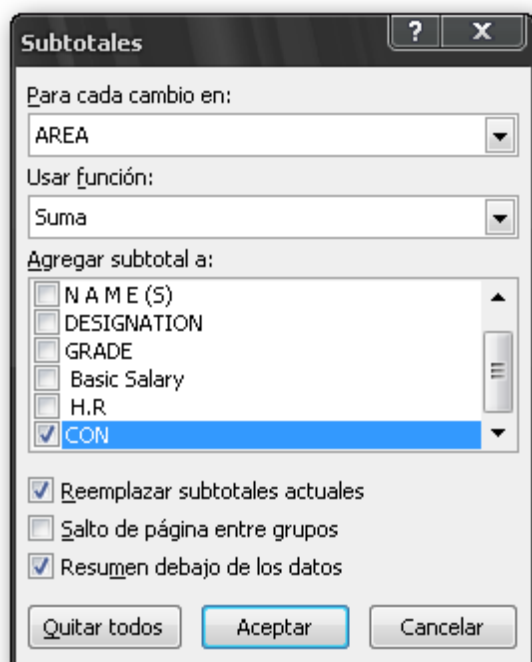 Subtotales
? X
Para cada cambio en:
AREA
Usar función:
Suma
Agregar subtotal a:
N A M E (S)
DESIGNATION
GRADE
Basic Salary
H.R
CON
Reemplazar subtotales actuales
Salto de página entre grupos
Resumen debajo de los datos
Quitar todos Aceptar Cancelar